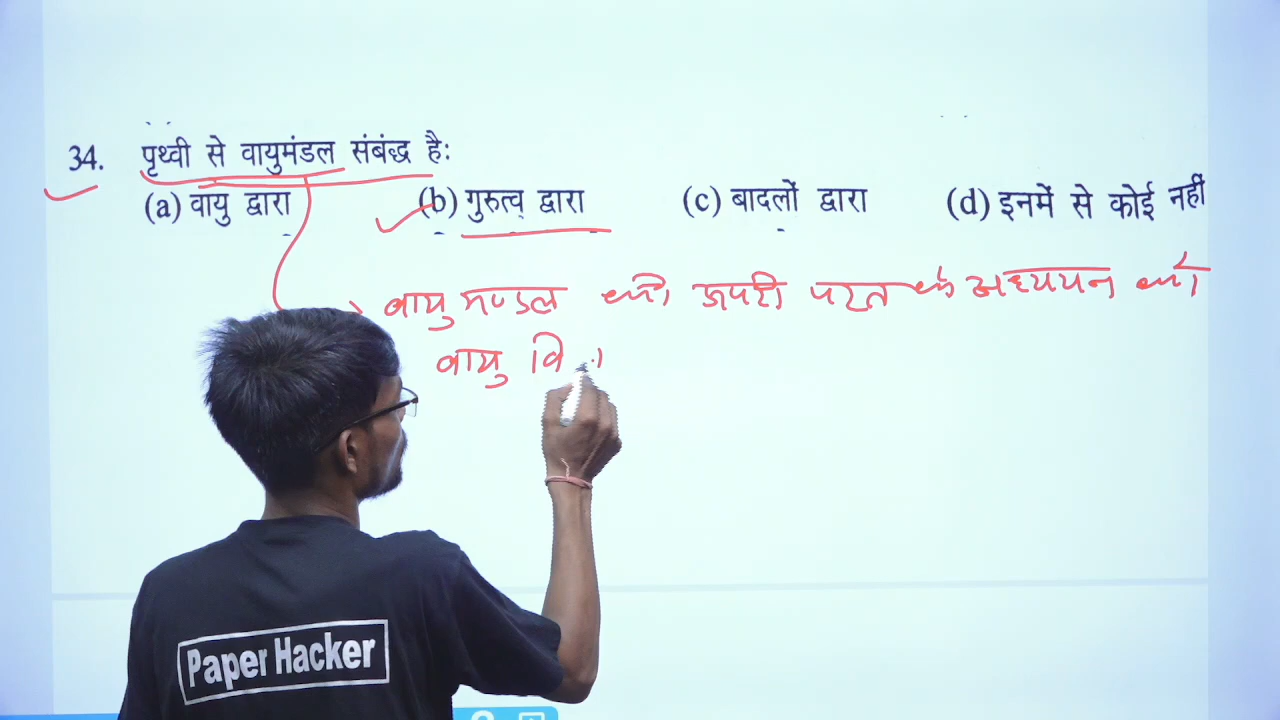 34. पृथ्वी से वायुमंडल संबंद्ध है:
(a) वायु द्वारा (b) गुरुत्व् द्वारा (c) बादलों द्वारा (d) इनमें से कोई नहीं
वायुमण्डल की ऊपरी परत के अध्ययन को
वायु वि
Paper Hacker